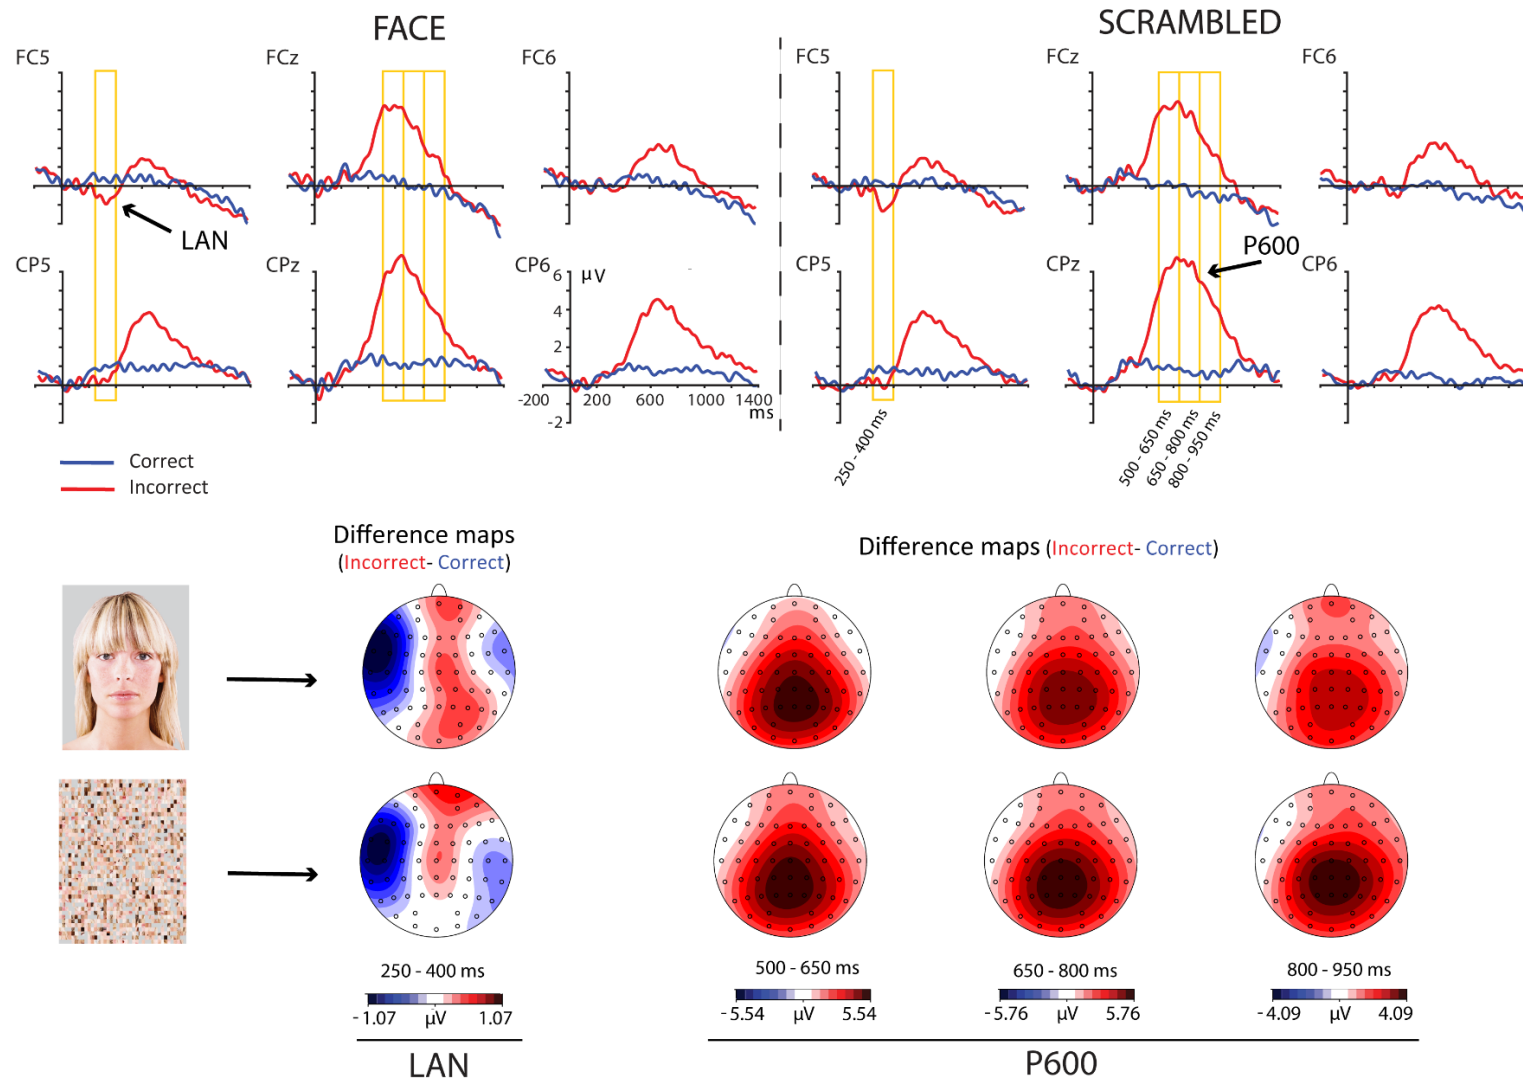 FACE
SCRAMBLED
FC5
FCz
FC6
FC5
FCz
FC6
LAN
P600
CP5
CPz
CP6
CP5
CPz
CP6
6
μV
4
2
-200
200
600
1000
1400
ms
-2
250 - 400 ms
500 - 650 ms
650 - 800 ms
800 - 950 ms
Correct
Incorrect
Difference maps
(Incorrect- Correct)
Difference maps (Incorrect- Correct)
250 - 400 ms
500 - 650 ms
650 - 800 ms
800 - 950 ms
-1.07 μV 1.07
-5.54 μV 5.54
-5.76 μV 5.76
-4.09 μV 4.09
LAN
P600